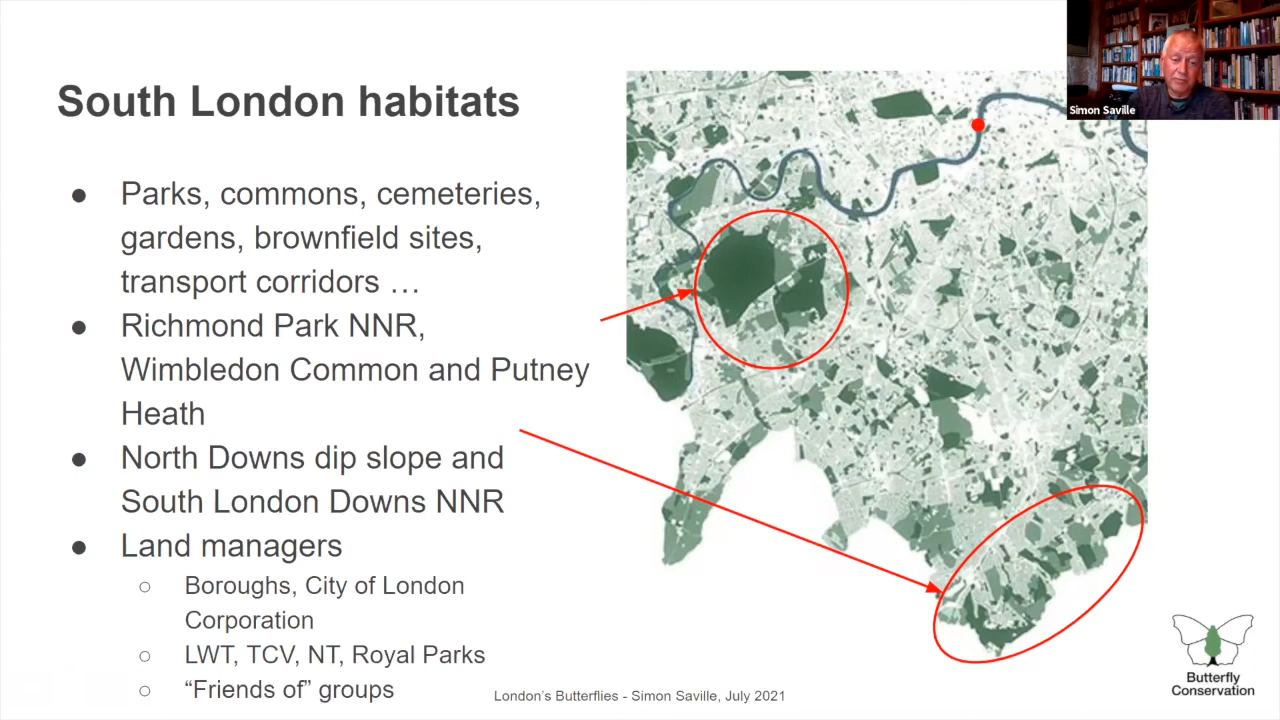 South London habitats
● Parks, commons, cemeteries,
gardens, brownfield sites,
transport corridors …
● Richmond Park NNR,
Wimbledon Common and Putney
Heath
● North Downs dip slope and
South London Downs NNR
● Land managers
○ Boroughs, City of London
Corporation
○ LWT, TCV, NT, Royal Parks
○ “Friends of” groups
London’s Butterflies - Simon Saville, July 2021
Simon Saville
Butterfly
Conservation